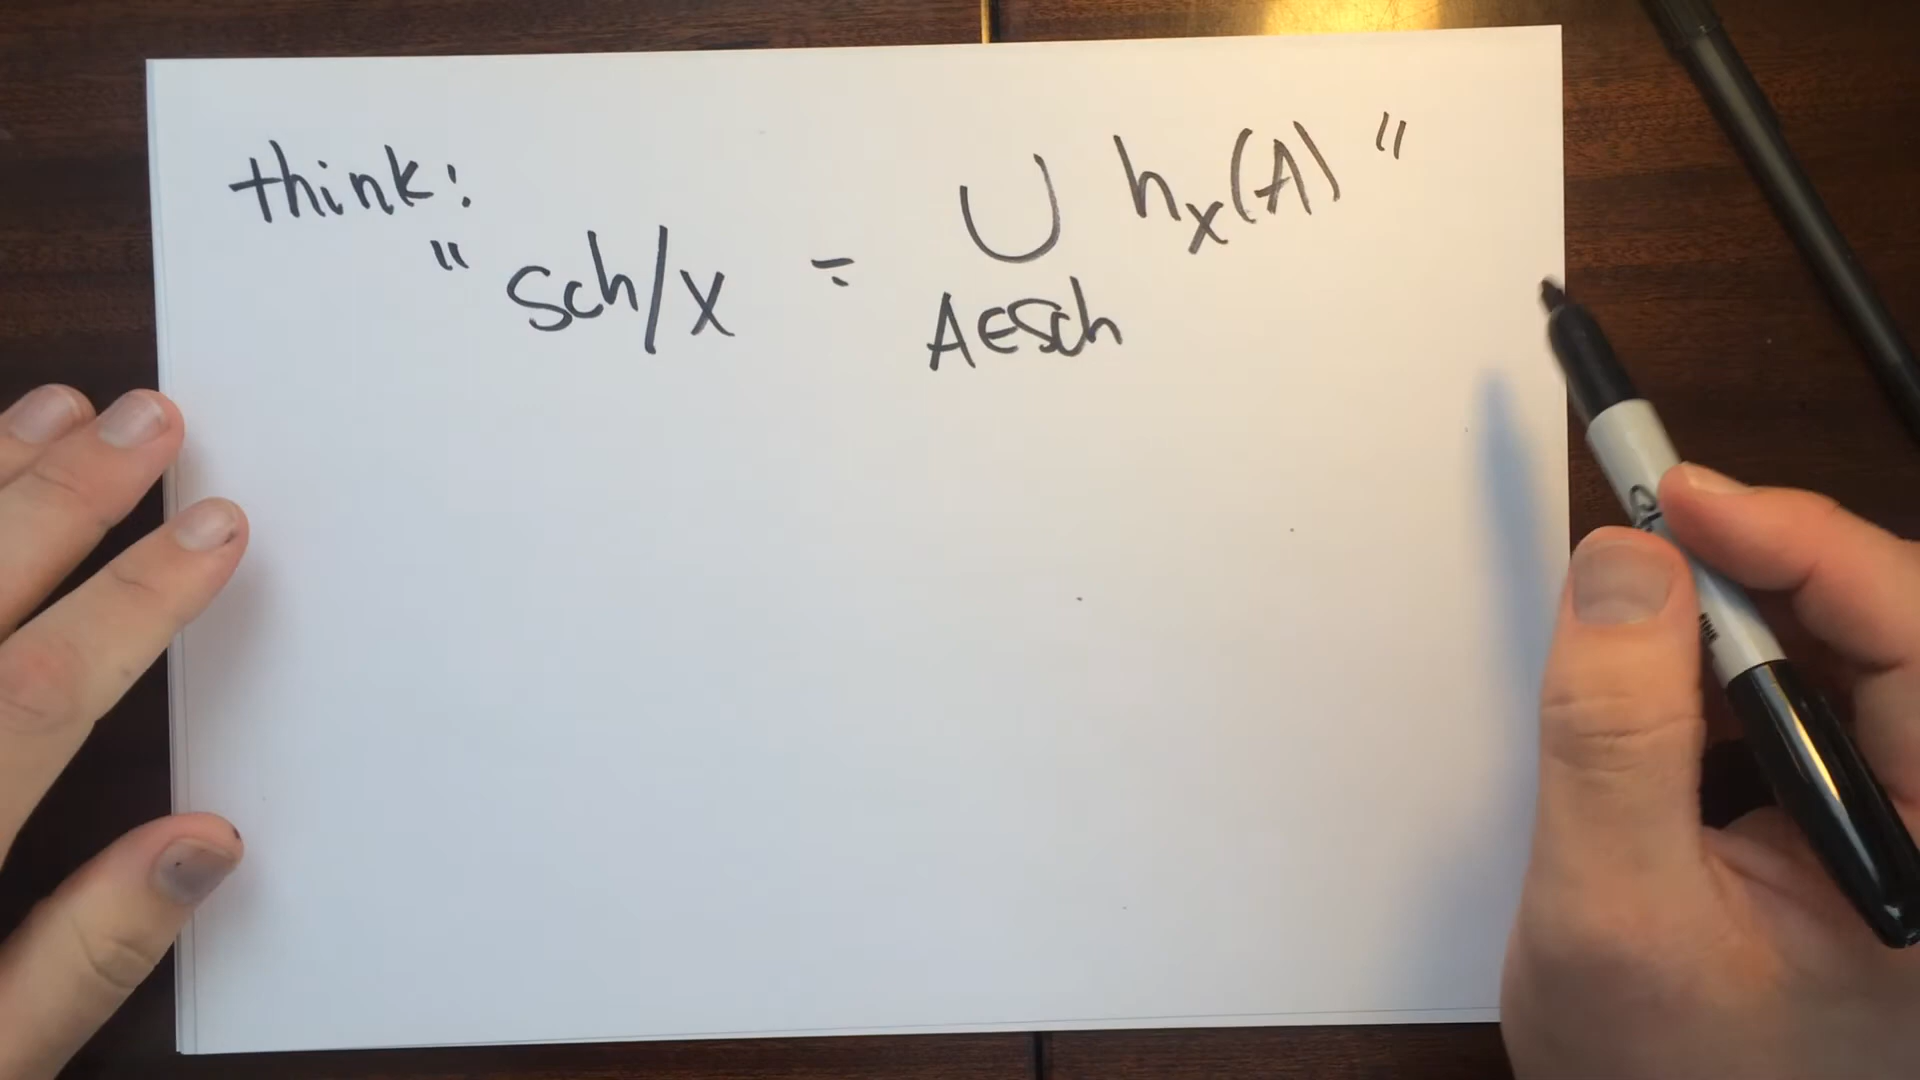 think:
" Sch/X = ∪ h_X(A) "
A∈Sch